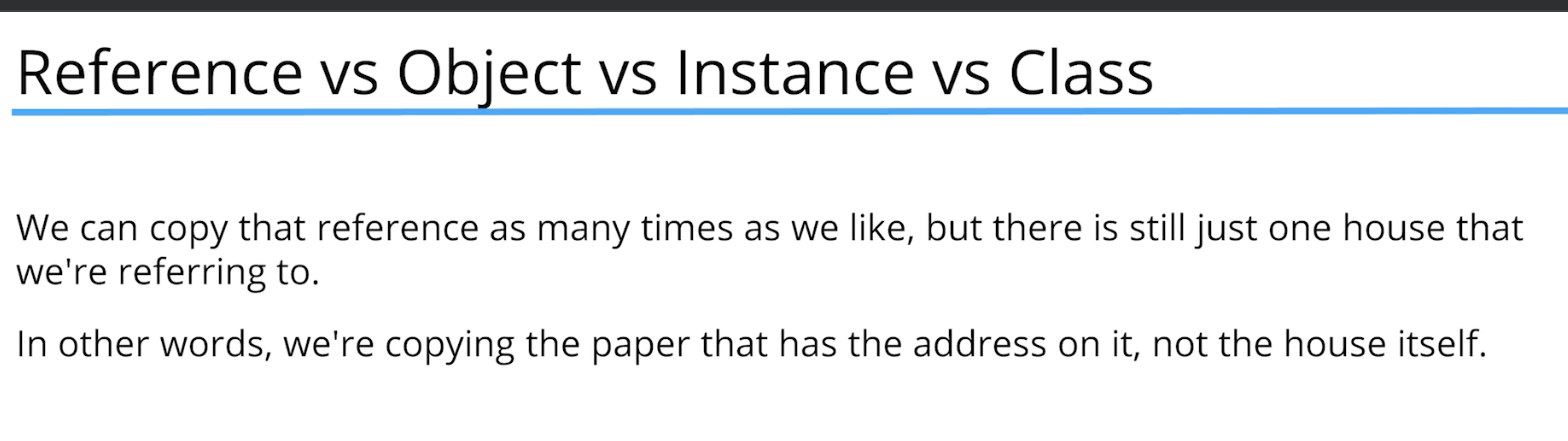 Reference vs Object vs Instance vs Class
We can copy that reference as many times as we like, but there is still just one house that
we're referring to.
In other words, we're copying the paper that has the address on it, not the house itself.